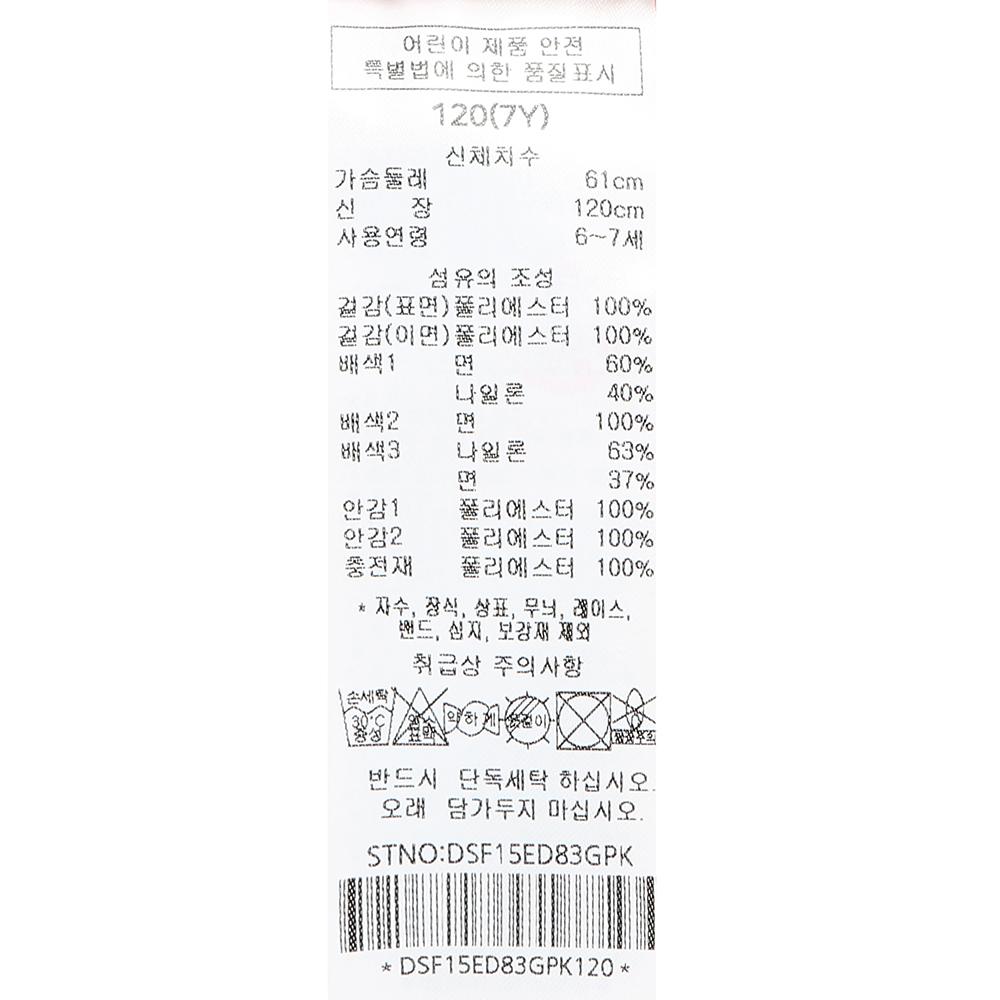 어린이 제품 안전
특별법에 의한 품질표시
120(7Y)
신체치수
가슴둘레 61cm
신 장 120cm
사용연령 6~7세
섬유의 조성
겉감(표면) 폴리에스터 100%
겉감(이면) 폴리에스터 100%
배색1 면 60%
나일론 40%
배색2 면 100%
배색3 나일론 63%
면 37%
안감1 폴리에스터 100%
안감2 폴리에스터 100%
충전재 폴리에스터 100%
* 자수, 장식, 상표, 무늬, 레이스,
밴드, 심지, 보강재 제외
취급상 주의사항
손세탁
30°C 염소 약하게 옷걸이
중성 표백
반드시 단독세탁 하십시오.
오래 담가두지 마십시오.
STNO:DSF15ED83GPK
*DSF15ED83GPK120*